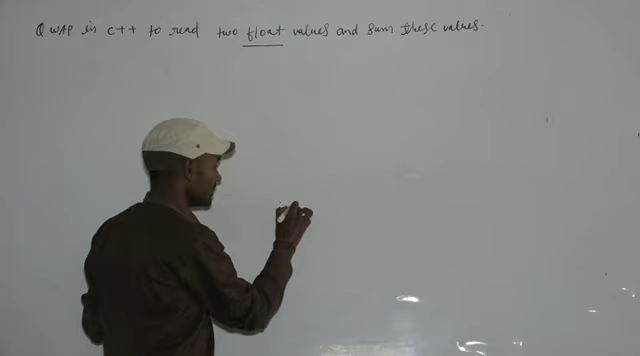 Q WAP in C++ to read two float values and sum these values.